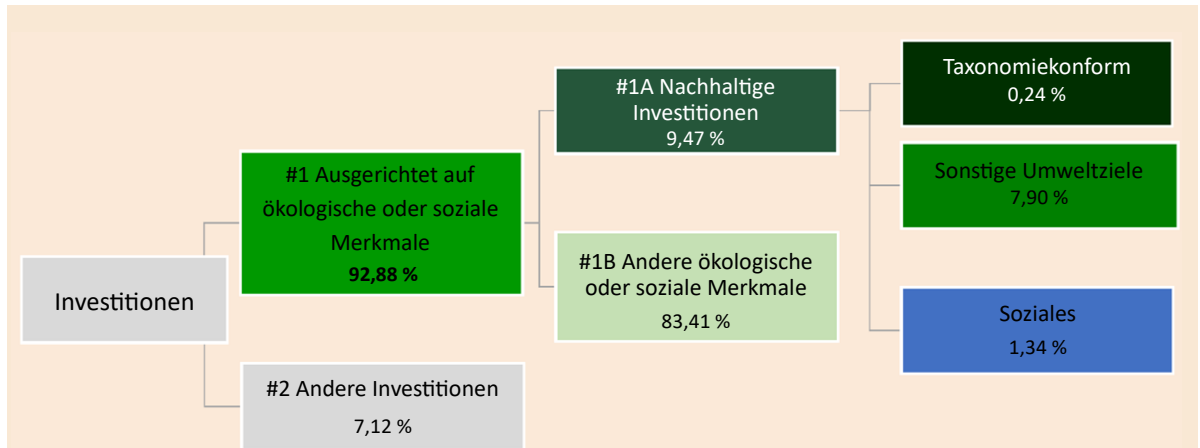 Investitionen
#1 Ausgerichtet auf
ökologische oder soziale
Merkmale
92,88 %
#2 Andere Investitionen
7,12 %
#1A Nachhaltige
Investitionen
9,47 %
#1B Andere ökologische
oder soziale Merkmale
83,41 %
Taxonomiekonform
0,24 %
Sonstige Umweltziele
7,90 %
Soziales
1,34 %